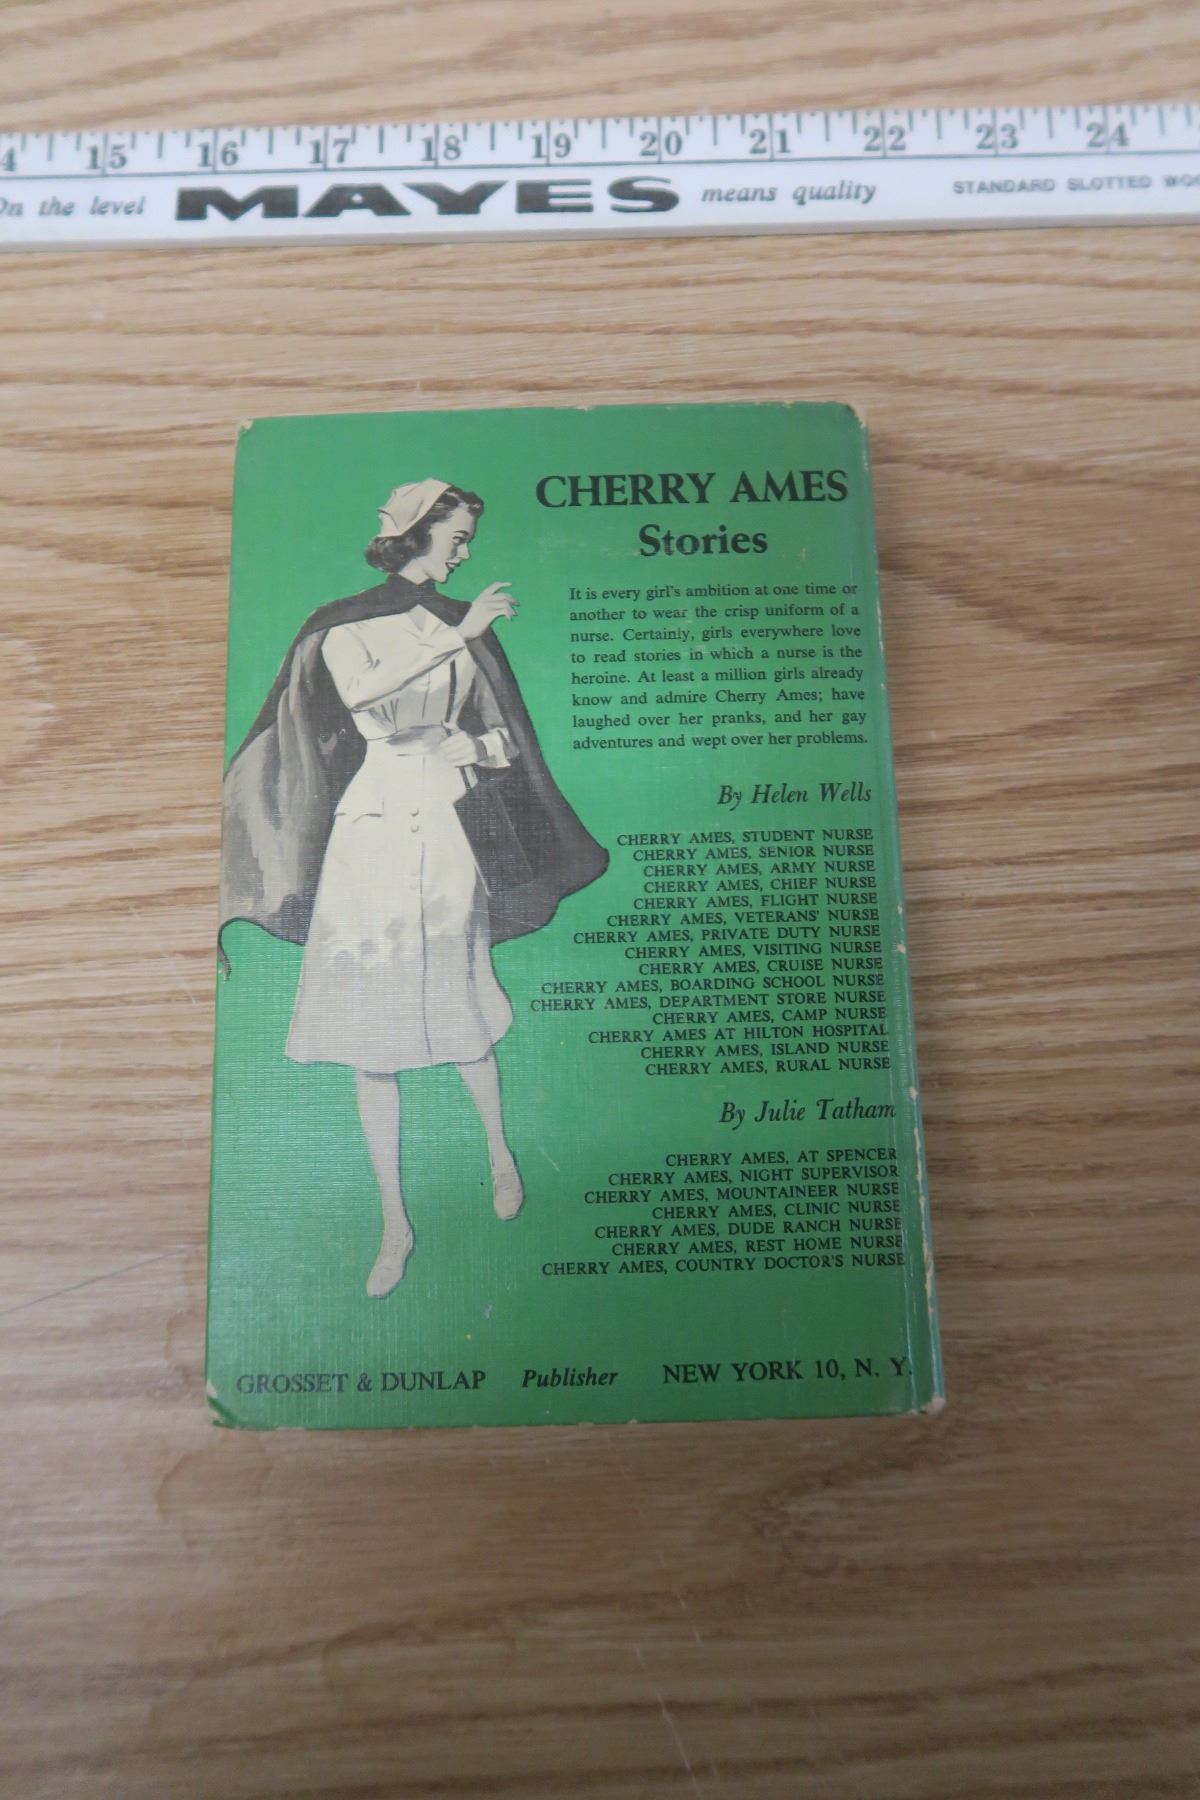 4 15 16 17 18 19 20 21 22 23 24
On the level MAYES means quality STANDARD SLOTTED
CHERRY AMES
Stories
It is every girl's ambition at one time or
another to wear the crisp uniform of a
nurse. Certainly, girls everywhere love
to read stories in which a nurse is the
heroine. At least a million girls already
know and admire Cherry Ames; have
laughed over her pranks, and her gay
adventures and wept over her problems.
By Helen Wells
CHERRY AMES, STUDENT NURSE
CHERRY AMES, SENIOR NURSE
CHERRY AMES, ARMY NURSE
CHERRY AMES, CHIEF NURSE
CHERRY AMES, FLIGHT NURSE
CHERRY AMES, VETERANS' NURSE
CHERRY AMES, PRIVATE DUTY NURSE
CHERRY AMES, VISITING NURSE
CHERRY AMES, CRUISE NURSE
CHERRY AMES, BOARDING SCHOOL NURSE
CHERRY AMES, DEPARTMENT STORE NURSE
CHERRY AMES, CAMP NURSE
CHERRY AMES AT HILTON HOSPITAL
CHERRY AMES, ISLAND NURSE
CHERRY AMES, RURAL NURSE
By Julie Tatham
CHERRY AMES, AT SPENCER
CHERRY AMES, NIGHT SUPERVISOR
CHERRY AMES, MOUNTAINEER NURSE
CHERRY AMES, CLINIC NURSE
CHERRY AMES, DUDE RANCH NURSE
CHERRY AMES, REST HOME NURSE
CHERRY AMES, COUNTRY DOCTOR'S NURSE
GROSSET & DUNLAP Publisher NEW YORK 10, N. Y.